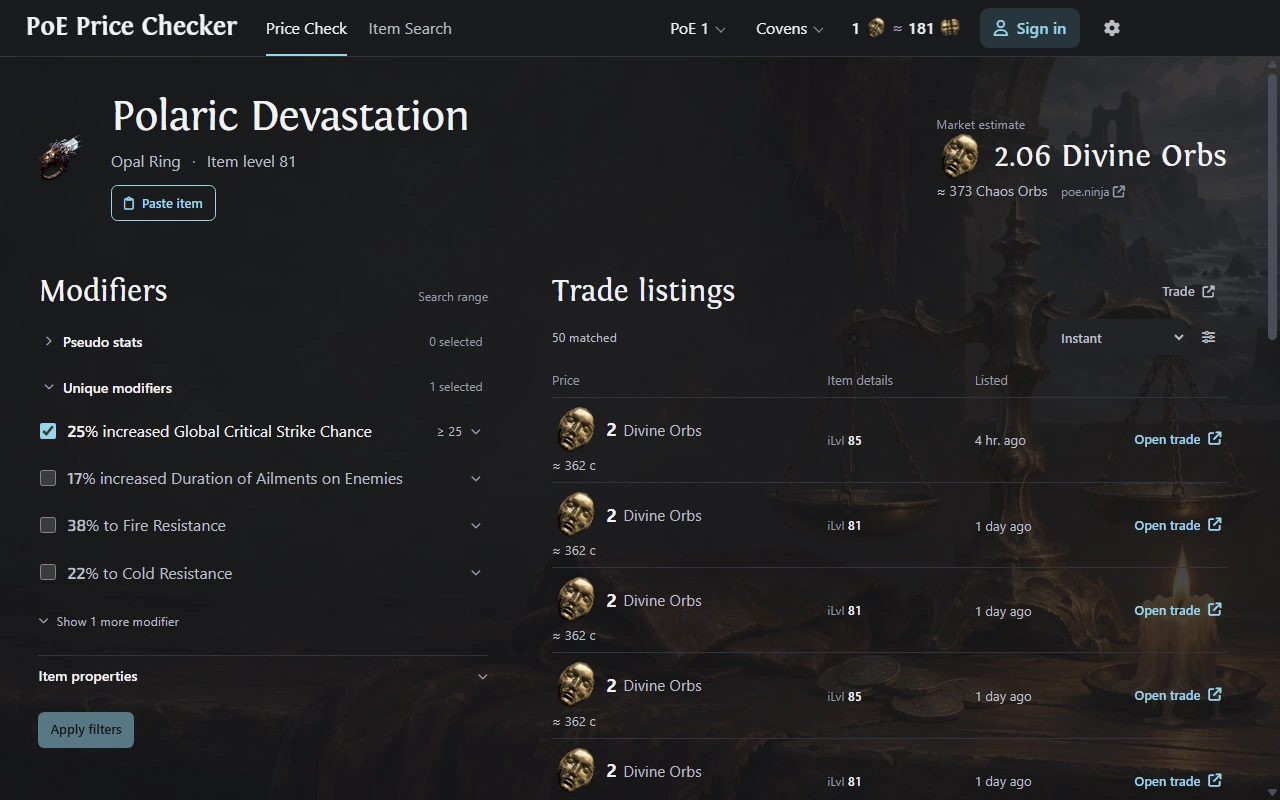 PoE Price Checker
Price Check
Item Search
PoE 1
Covens
1 ≈ 181
Sign in
Polaric Devastation
Opal Ring · Item level 81
Paste item
Market estimate
2.06 Divine Orbs
≈ 373 Chaos Orbs poe.ninja
Modifiers
Search range
Pseudo stats
0 selected
Unique modifiers
1 selected
25% increased Global Critical Strike Chance
≥ 25
17% increased Duration of Ailments on Enemies
38% to Fire Resistance
22% to Cold Resistance
Show 1 more modifier
Item properties
Apply filters
Trade listings
Trade
50 matched
Instant
Price Item details Listed
2 Divine Orbs
≈ 362 c
iLvl 85
4 hr. ago
Open trade
2 Divine Orbs
≈ 362 c
iLvl 81
1 day ago
Open trade
2 Divine Orbs
≈ 362 c
iLvl 81
1 day ago
Open trade
2 Divine Orbs
≈ 362 c
iLvl 85
1 day ago
Open trade
2 Divine Orbs
iLvl 81
1 day ago
Open trade